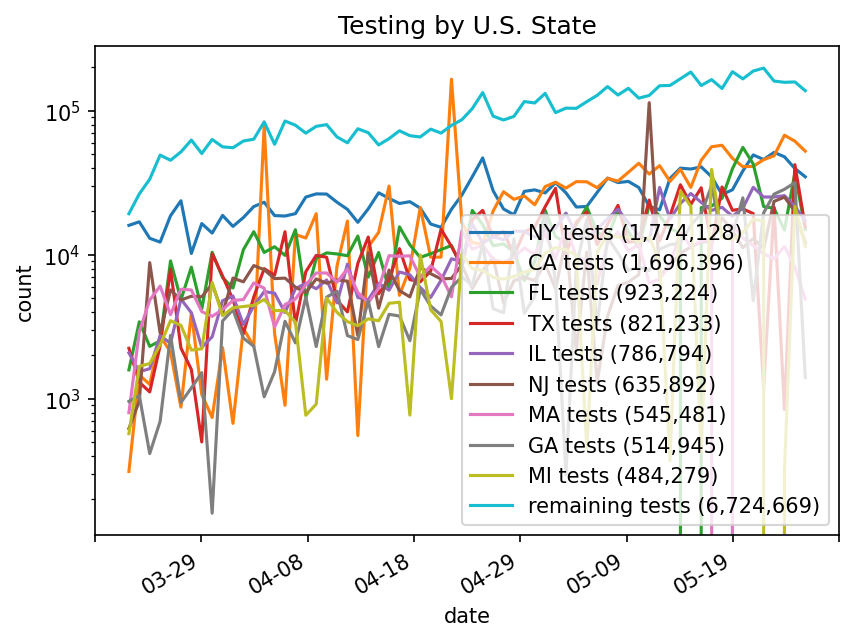 Testing by U.S. State
count
10^5
10^4
10^3
NY tests (1,774,128)
CA tests (1,696,396)
FL tests (923,224)
TX tests (821,233)
IL tests (786,794)
NJ tests (635,892)
MA tests (545,481)
GA tests (514,945)
MI tests (484,279)
remaining tests (6,724,669)
03-29
04-08
04-18
04-29
05-09
05-19
date